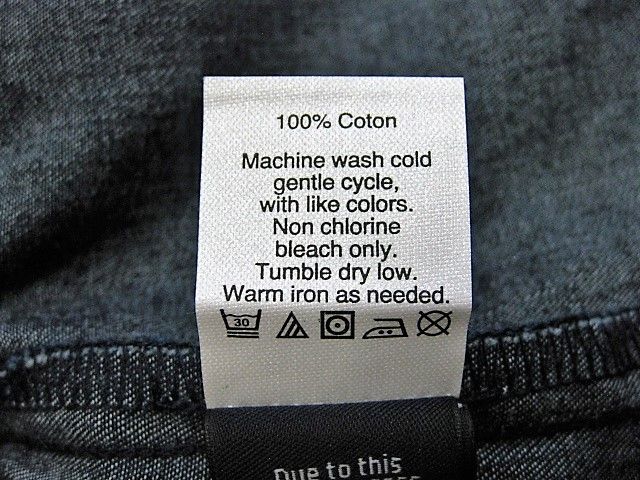 100% Coton
Machine wash cold
gentle cycle,
with like colors.
Non chlorine
bleach only.
Tumble dry low.
Warm iron as needed.
30
Due to this